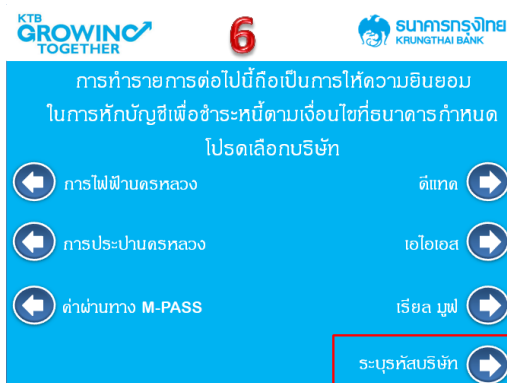 KTB
GROWING
TOGETHER
6
ธนาคารกรุงไทย
KRUNGTHAI BANK
การทำรายการต่อไปนี้ถือเป็นการให้ความยินยอม
ในการหักบัญชีเพื่อชำระหนี้ตามเงื่อนไขที่ธนาคารกำหนด
โปรดเลือกบริษัท
การไฟฟ้านครหลวง
ดีแทค
การประปานครหลวง
เอไอเอส
ค่าผ่านทาง M-PASS
เรียล มูฟ
ระบุรหัสบริษัท